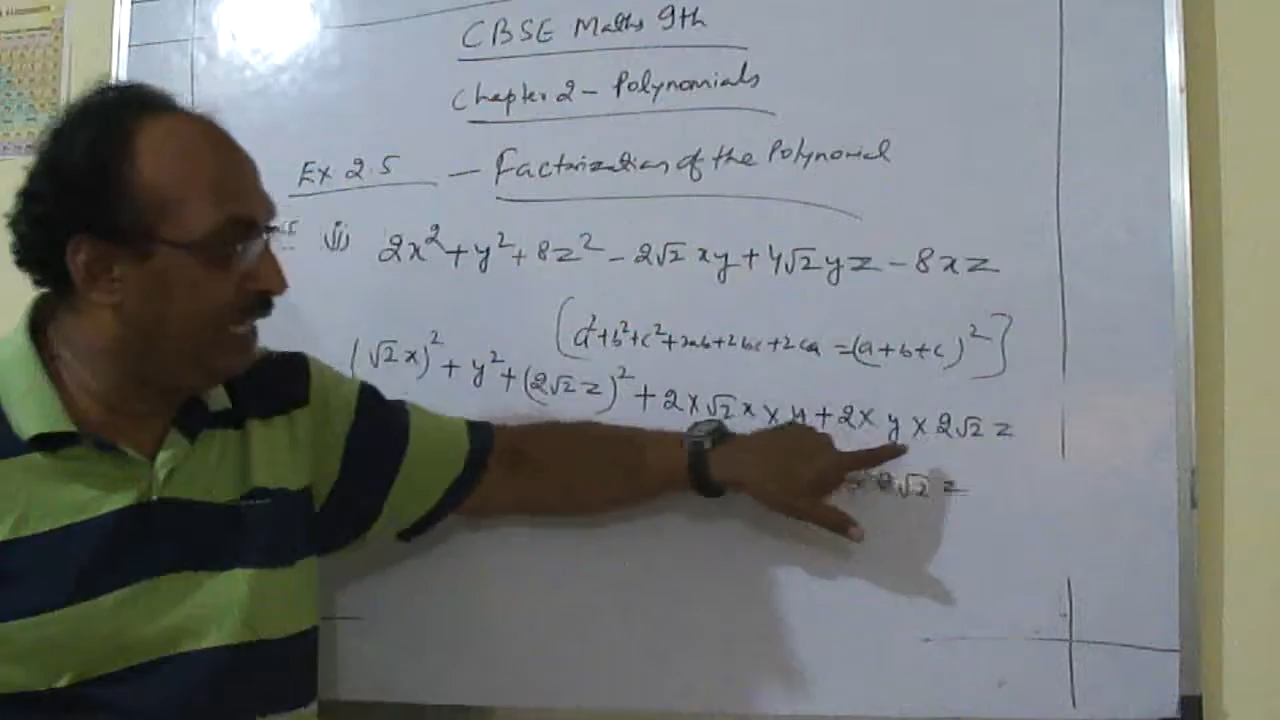 CBSE Maths 9th
Chapter 2 - Polynomials
Ex 2.5 — Factorization of the Polynomial
(ii) 2x² + y² + 8z² - 2√2 xy + 4√2 yz - 8xz
[a²+b²+c²+2ab+2bc+2ca = (a+b+c)²]
(√2x)² + y² + (2√2 z)² + 2×√2 x × y + 2× y × 2√2 z
√2 z